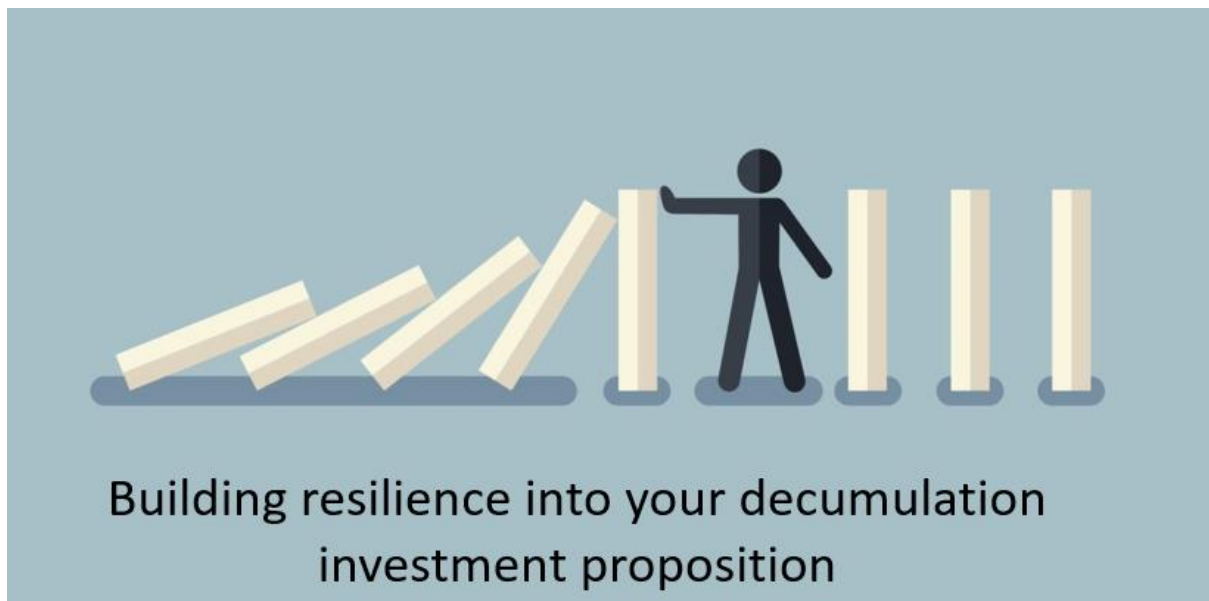 Building resilience into your decumulation
investment proposition